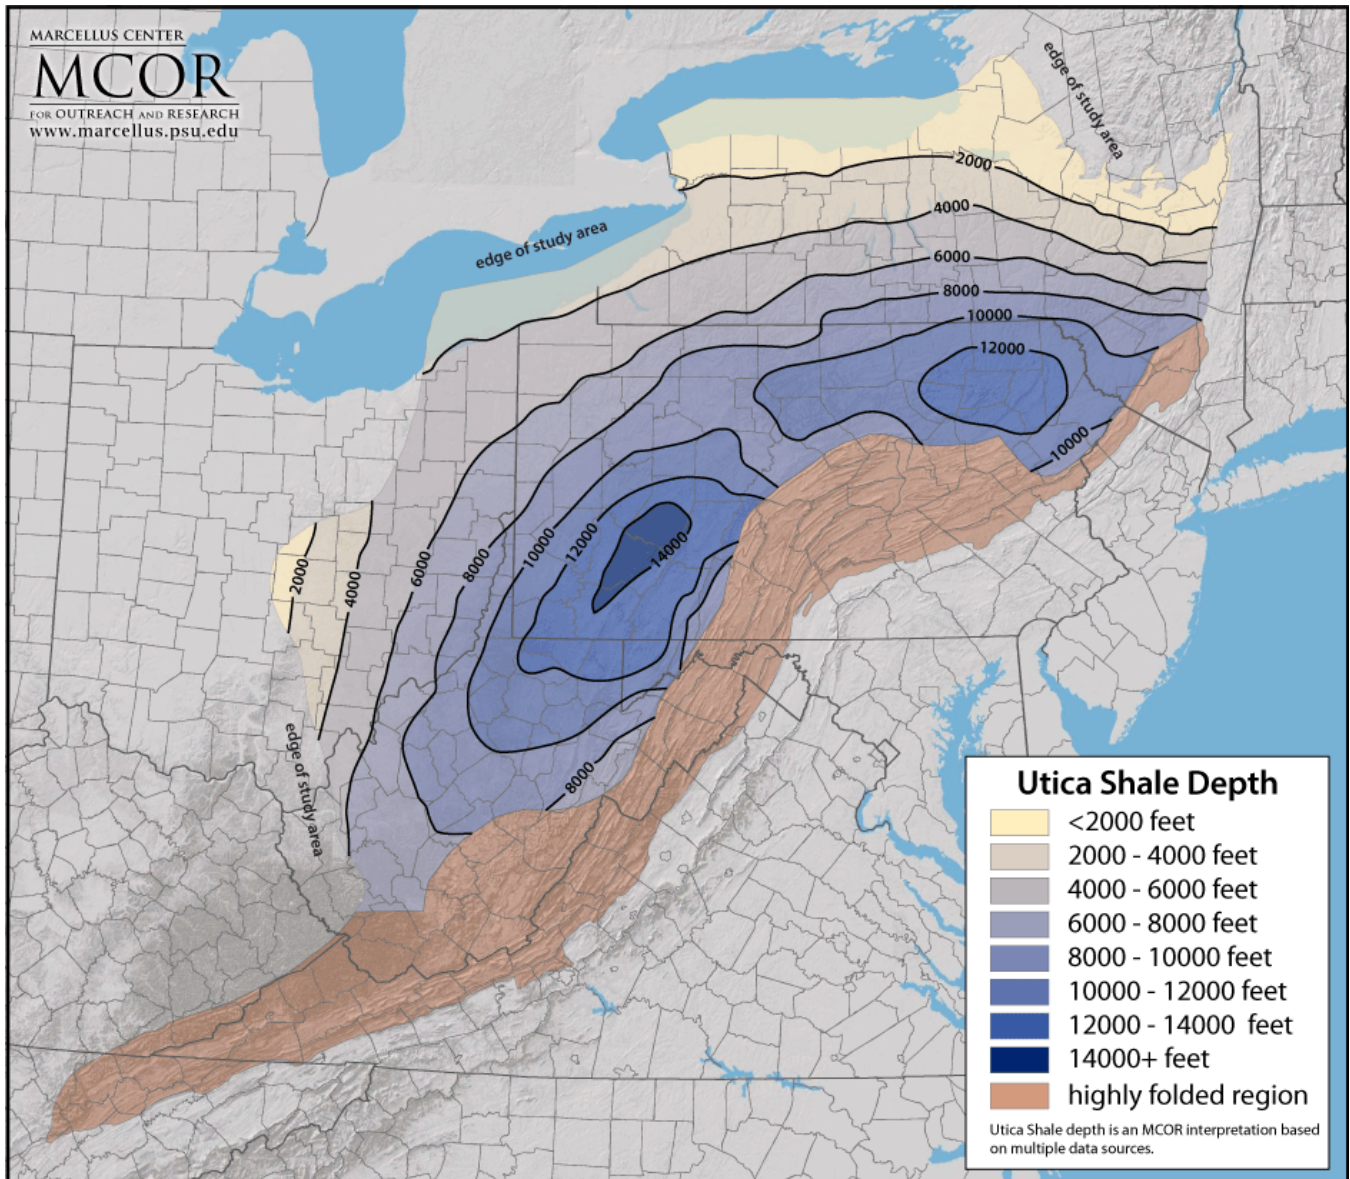 MARCELLUS CENTER
MCOR
FOR OUTREACH AND RESEARCH
www.marcellus.psu.edu
edge of study area
2000
4000
edge of study area
6000
8000
10000
12000
10000
14000
12000
10000
8000
6000
4000
2000
8000
edge of study area
Utica Shale Depth
<2000 feet
2000 - 4000 feet
4000 - 6000 feet
6000 - 8000 feet
8000 - 10000 feet
10000 - 12000 feet
12000 - 14000 feet
14000+ feet
highly folded region
Utica Shale depth is an MCOR interpretation based
on multiple data sources.